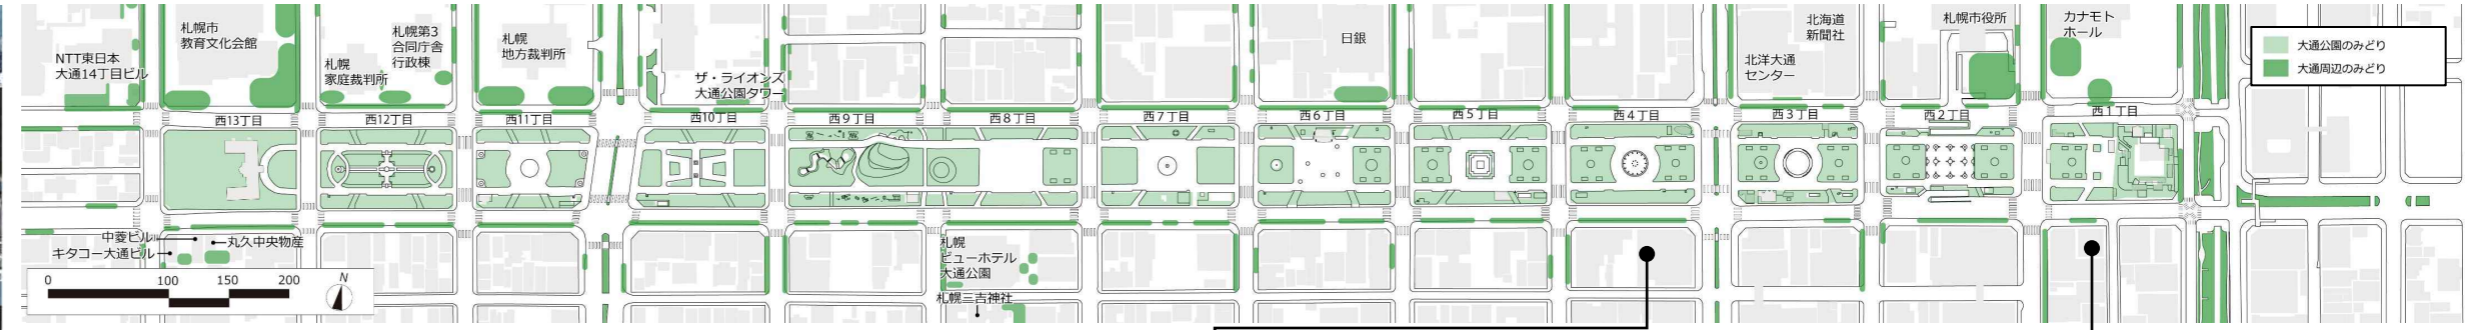 札幌市
教育文化会館
札幌第3
合同庁舎
行政棟
札幌
地方裁判所
NTT東日本
大通14丁目ビル
札幌
家庭裁判所
ザ・ライオンズ
大通公園タワー
日銀
北海道
新聞社
北洋大通
センター
札幌市役所
カナモト
ホール
大通公園のみどり
大通周辺のみどり
西13丁目
西12丁目
西11丁目
西10丁目
西9丁目
西8丁目
西7丁目
西6丁目
西5丁目
西4丁目
西3丁目
西2丁目
西1丁目
中菱ビル
丸久中央物産
キタコー大通ビル
札幌
ビューホテル
大通公園
札幌三吉神社
0 100 150 200
N